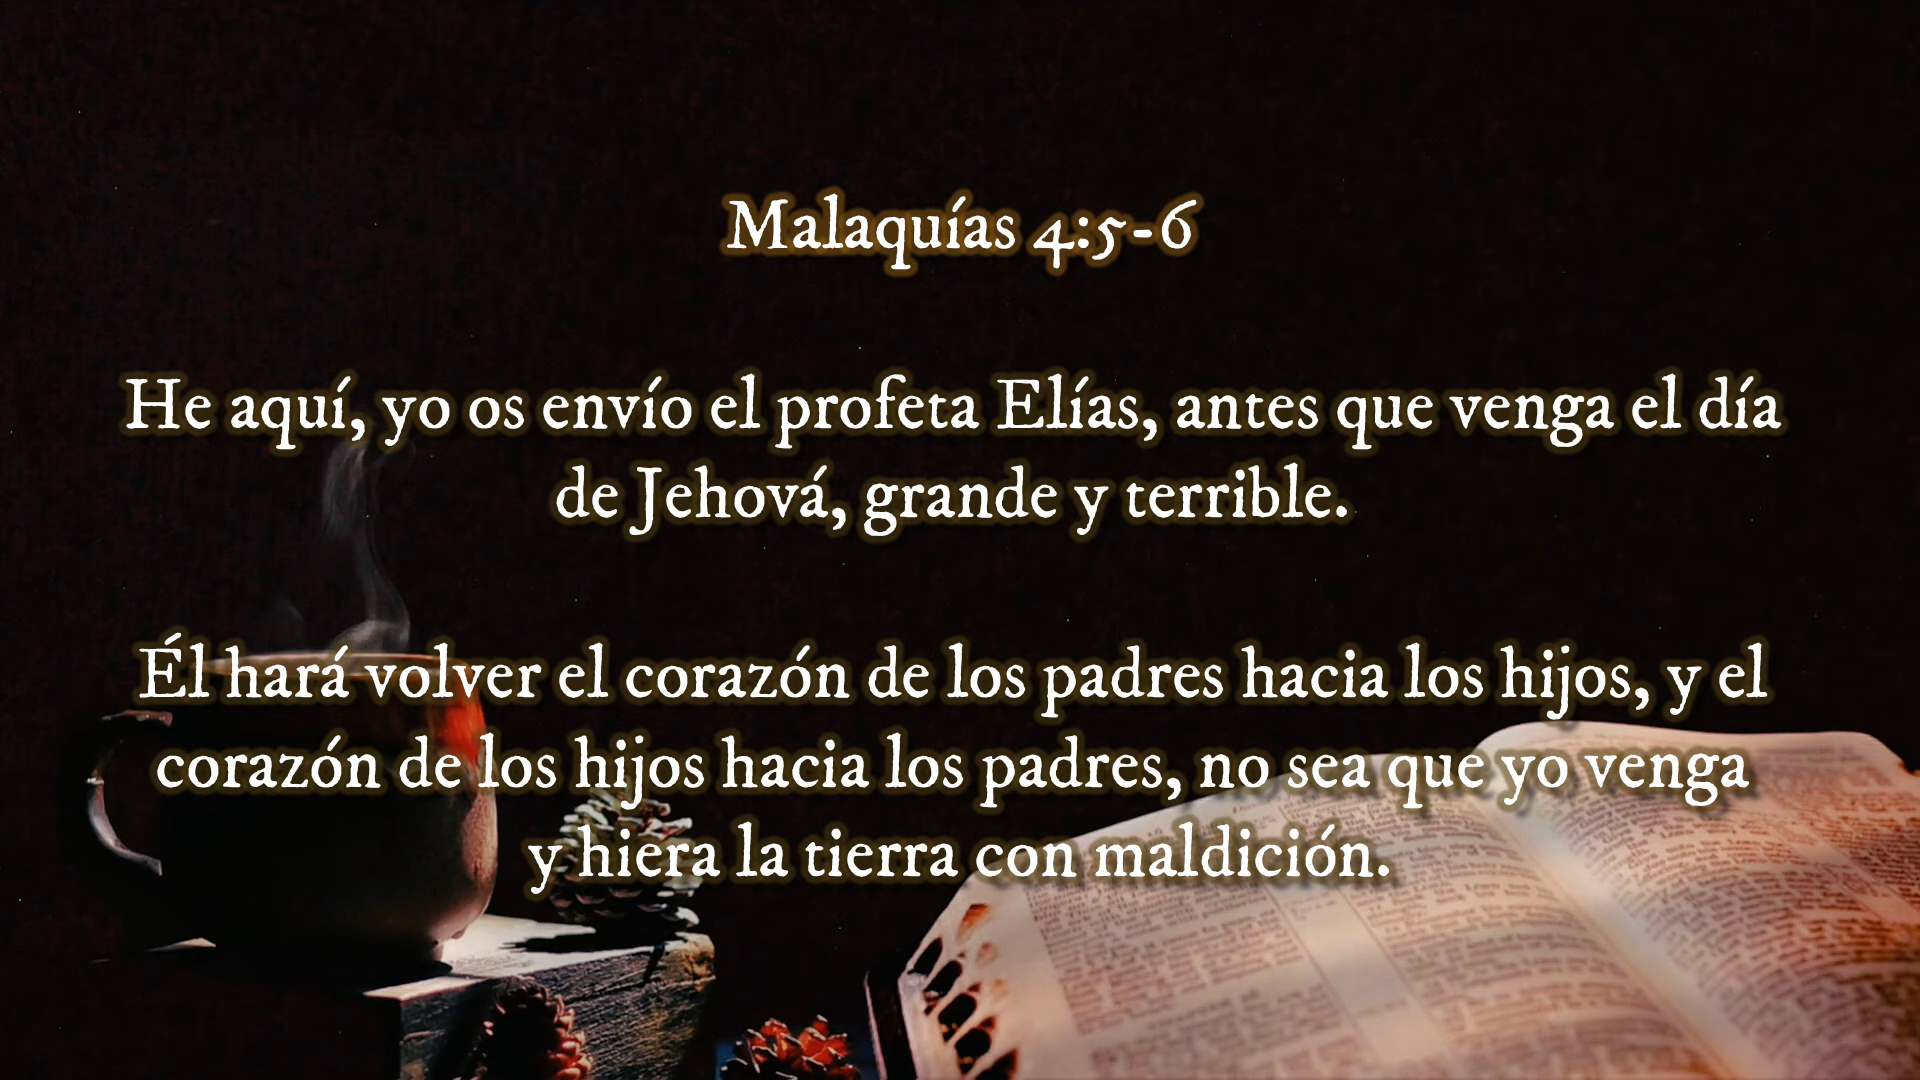 Malaquías 4:5-6
He aquí, yo os envío el profeta Elías, antes que venga el día
de Jehová, grande y terrible.
Él hará volver el corazón de los padres hacia los hijos, y el
corazón de los hijos hacia los padres, no sea que yo venga
y hiera la tierra con maldición.